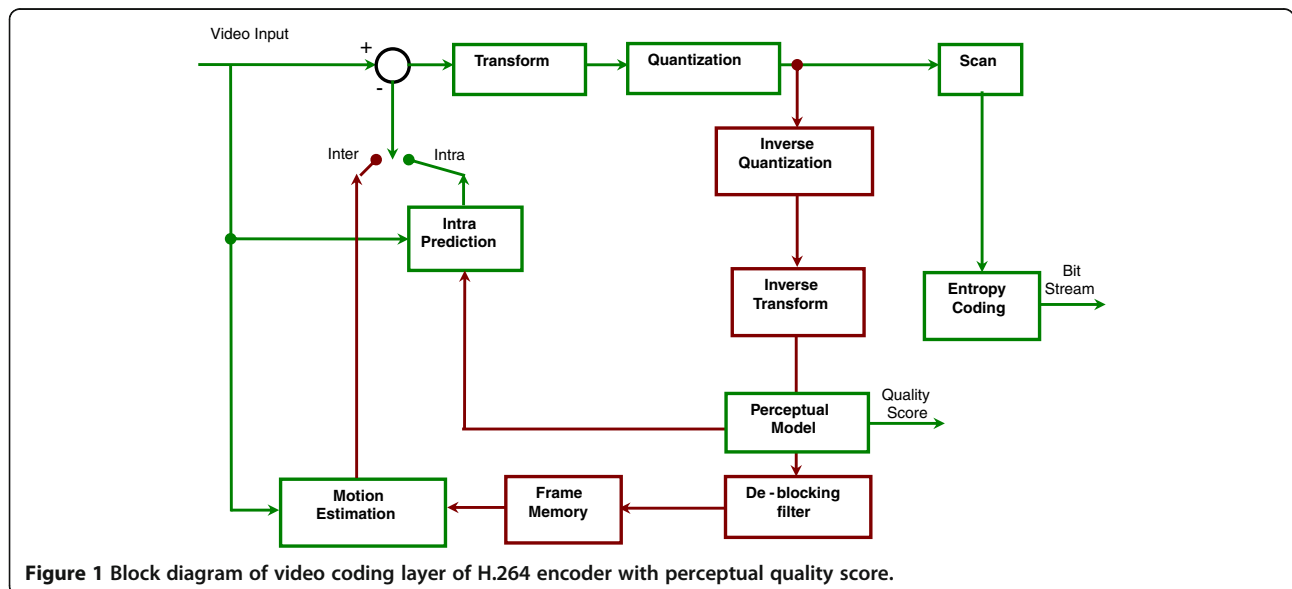 Video Input
+
-
Transform
Quantization
Scan
Inter
Intra
Inverse
Quantization
Intra
Prediction
Inverse
Transform
Entropy
Coding
Bit
Stream
Perceptual
Model
Quality
Score
Motion
Estimation
Frame
Memory
De - blocking
filter
Figure 1 Block diagram of video coding layer of H.264 encoder with perceptual quality score.